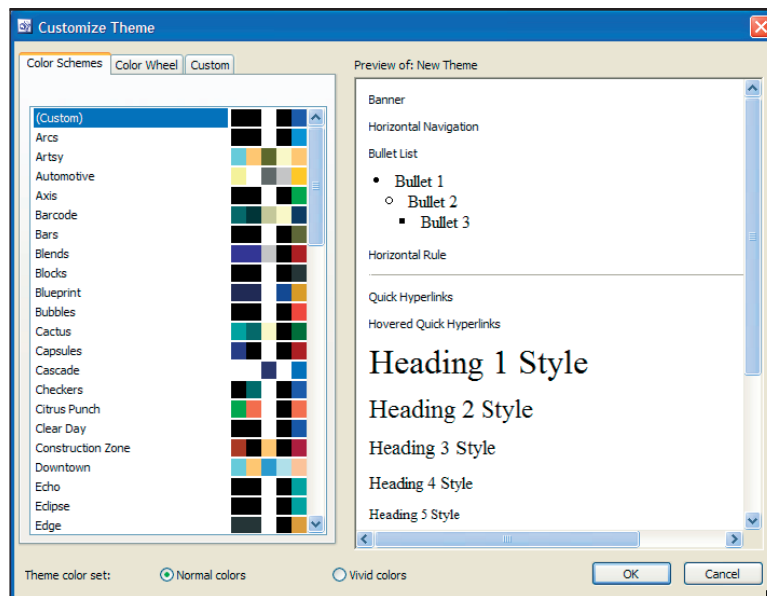 Customize Theme
Color Schemes Color Wheel Custom
(Custom)
Arcs
Artsy
Automotive
Axis
Barcode
Bars
Blends
Blocks
Blueprint
Bubbles
Cactus
Capsules
Cascade
Checkers
Citrus Punch
Clear Day
Construction Zone
Downtown
Echo
Eclipse
Edge
Preview of: New Theme
Banner
Horizontal Navigation
Bullet List
Bullet 1
Bullet 2
Bullet 3
Horizontal Rule
Quick Hyperlinks
Hovered Quick Hyperlinks
Heading 1 Style
Heading 2 Style
Heading 3 Style
Heading 4 Style
Heading 5 Style
Theme color set: Normal colors Vivid colors OK Cancel